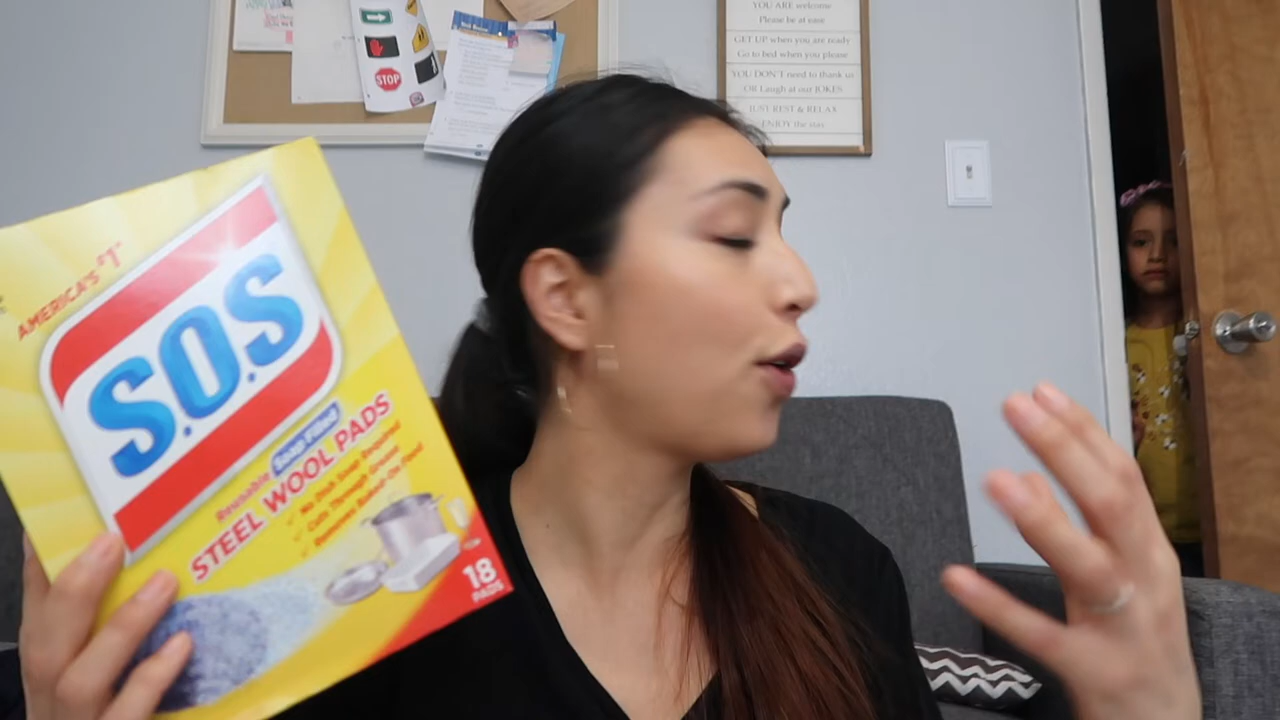 STOP
YOU ARE welcome
Please be at ease
GET UP when you are ready
Go to bed when you please
YOU DON'T need to thank us
OR Laugh at our JOKES
JUST REST & RELAX
ENJOY the stay
AMERICA'S #1
S.O.S
Reusable Soap Filled
STEEL WOOL PADS
No Dish Soap Required
Cuts Through Grease
Removes Baked-On Food
18
PADS